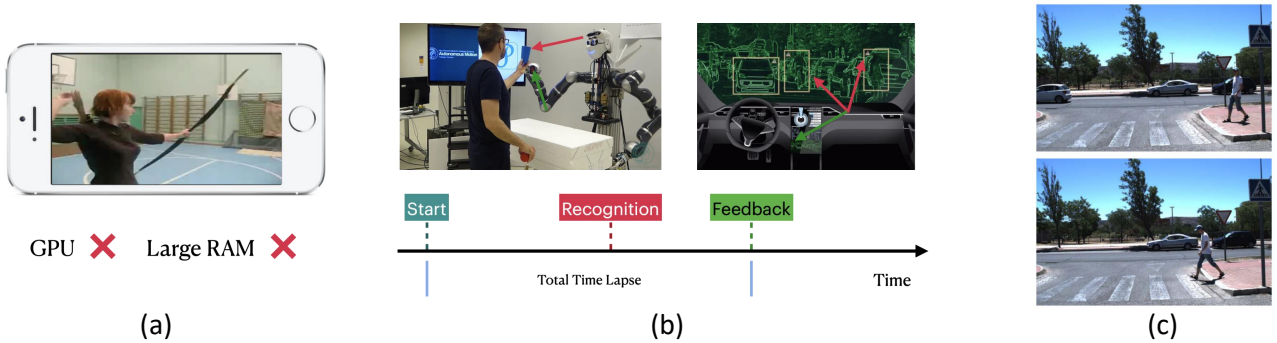 GPU
Large RAM
(a)
Autonomous Motion
Start
Recognition
Feedback
Total Time Lapse
Time
(b)
(c)